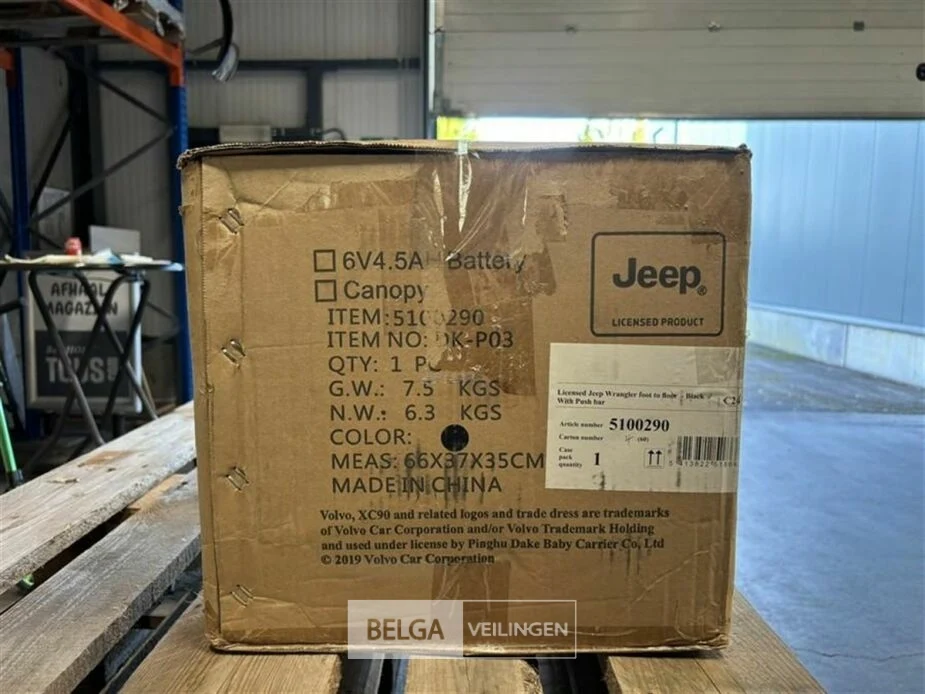 6V4.5AH Battery
Canopy
ITEM:5100290
ITEM NO: DK-P03
QTY: 1 PC
G.W.: 7.5 KGS
N.W.: 6.3 KGS
COLOR:
MEAS: 66X37X35CM
MADE IN CHINA
Volvo, XC90 and related logos and trade dress are trademarks
of Volvo Car Corporation and/or Volvo Trademark Holding
and used under license by Pinghu Dake Baby Carrier Co, Ltd
© 2019 Volvo Car Corporation
Jeep®
LICENSED PRODUCT
Licensed Jeep Wrangler foot to floor - Black
With Push bar
Article number 5100290
Carton number (60)
Case
pack
quantity 1
AFHAAL
MAGAZIJN
BELGA VEILINGEN